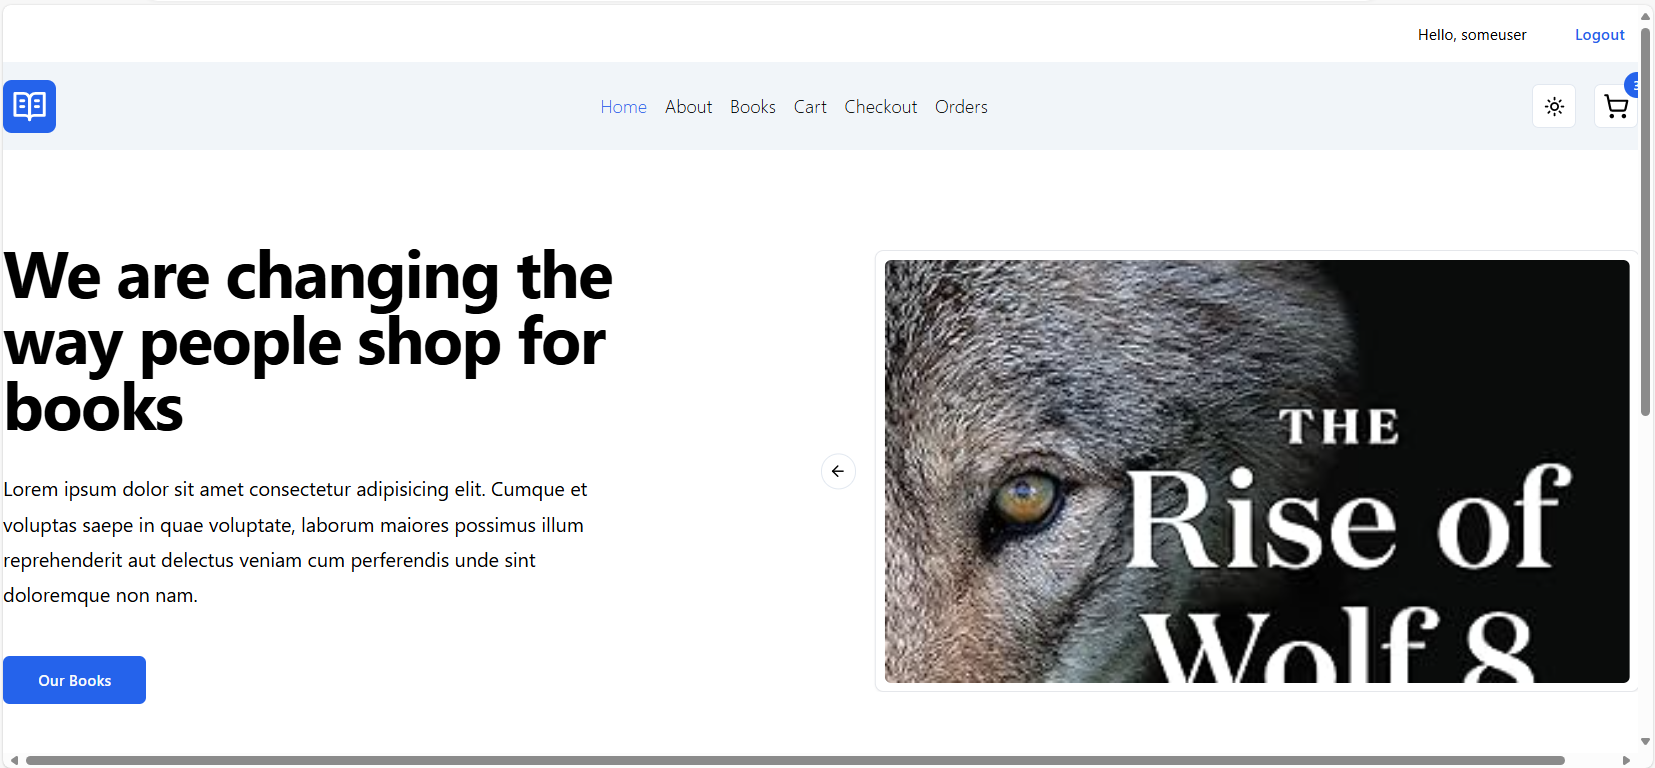 Hello, someuser Logout
Home About Books Cart Checkout Orders
We are changing the
way people shop for
books
Lorem ipsum dolor sit amet consectetur adipisicing elit. Cumque et
voluptas saepe in quae voluptate, laborum maiores possimus illum
reprehenderit aut delectus veniam cum perferendis unde sint
doloremque non nam.
Our Books
THE
Rise of
Wolf 8